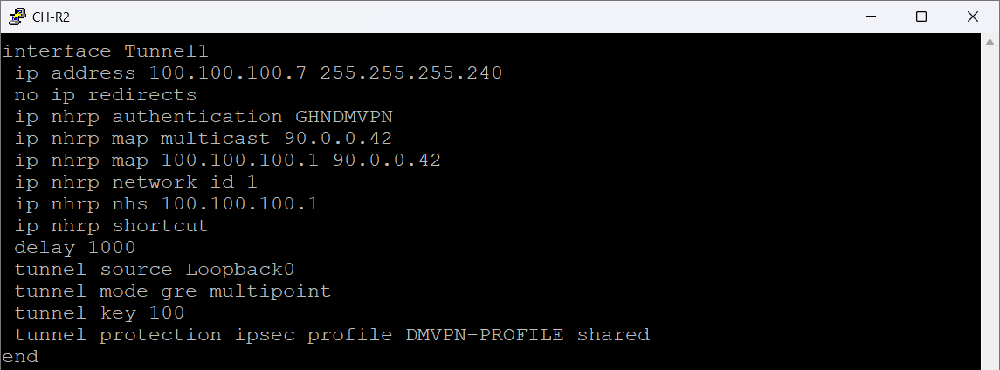 CH-R2
interface Tunnel1
 ip address 100.100.100.7 255.255.255.240
 no ip redirects
 ip nhrp authentication GHNDMVPN
 ip nhrp map multicast 90.0.0.42
 ip nhrp map 100.100.100.1 90.0.0.42
 ip nhrp network-id 1
 ip nhrp nhs 100.100.100.1
 ip nhrp shortcut
 delay 1000
 tunnel source Loopback0
 tunnel mode gre multipoint
 tunnel key 100
 tunnel protection ipsec profile DMVPN-PROFILE shared
end